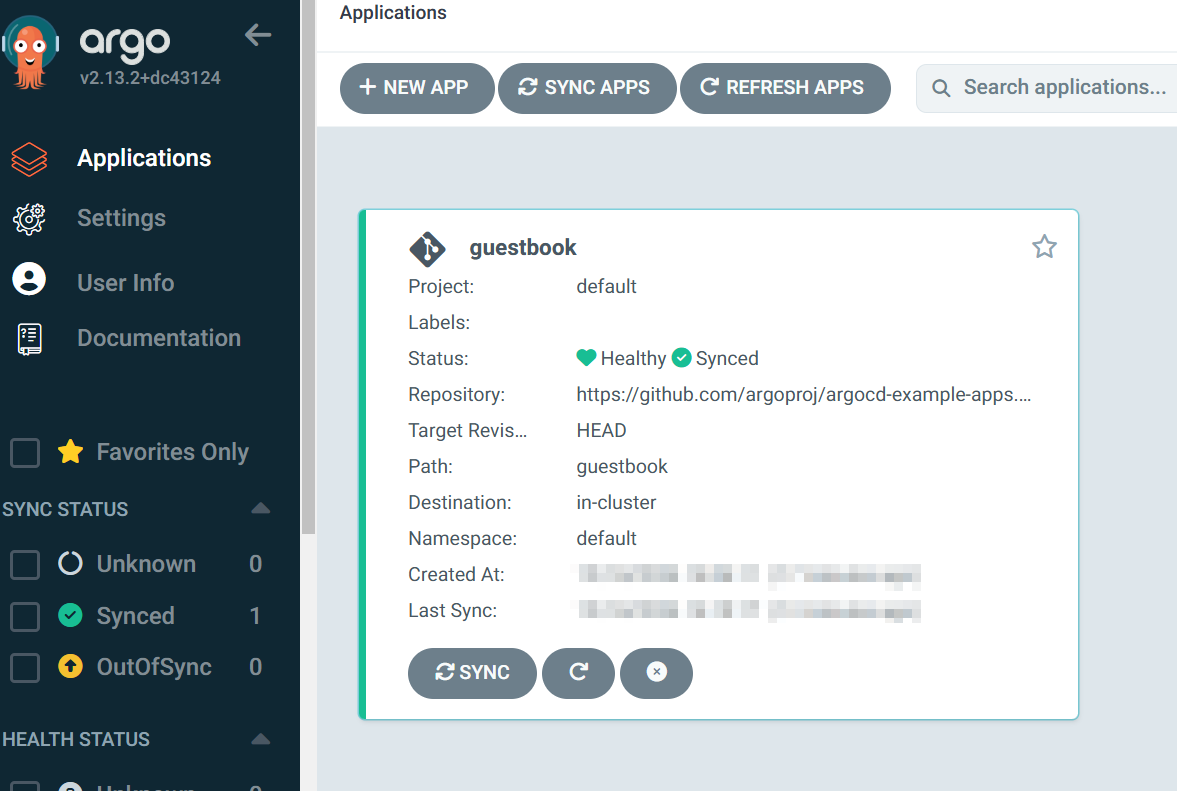 argo
v2.13.2+dc43124
Applications
Settings
User Info
Documentation
Favorites Only
SYNC STATUS
Unknown 0
Synced 1
OutOfSync 0
HEALTH STATUS
Applications
NEW APP SYNC APPS REFRESH APPS Search applications...
guestbook
Project: default
Labels:
Status: Healthy Synced
Repository: https://github.com/argoproj/argocd-example-apps....
Target Revis... HEAD
Path: guestbook
Destination: in-cluster
Namespace: default
Created At:
Last Sync:
SYNC